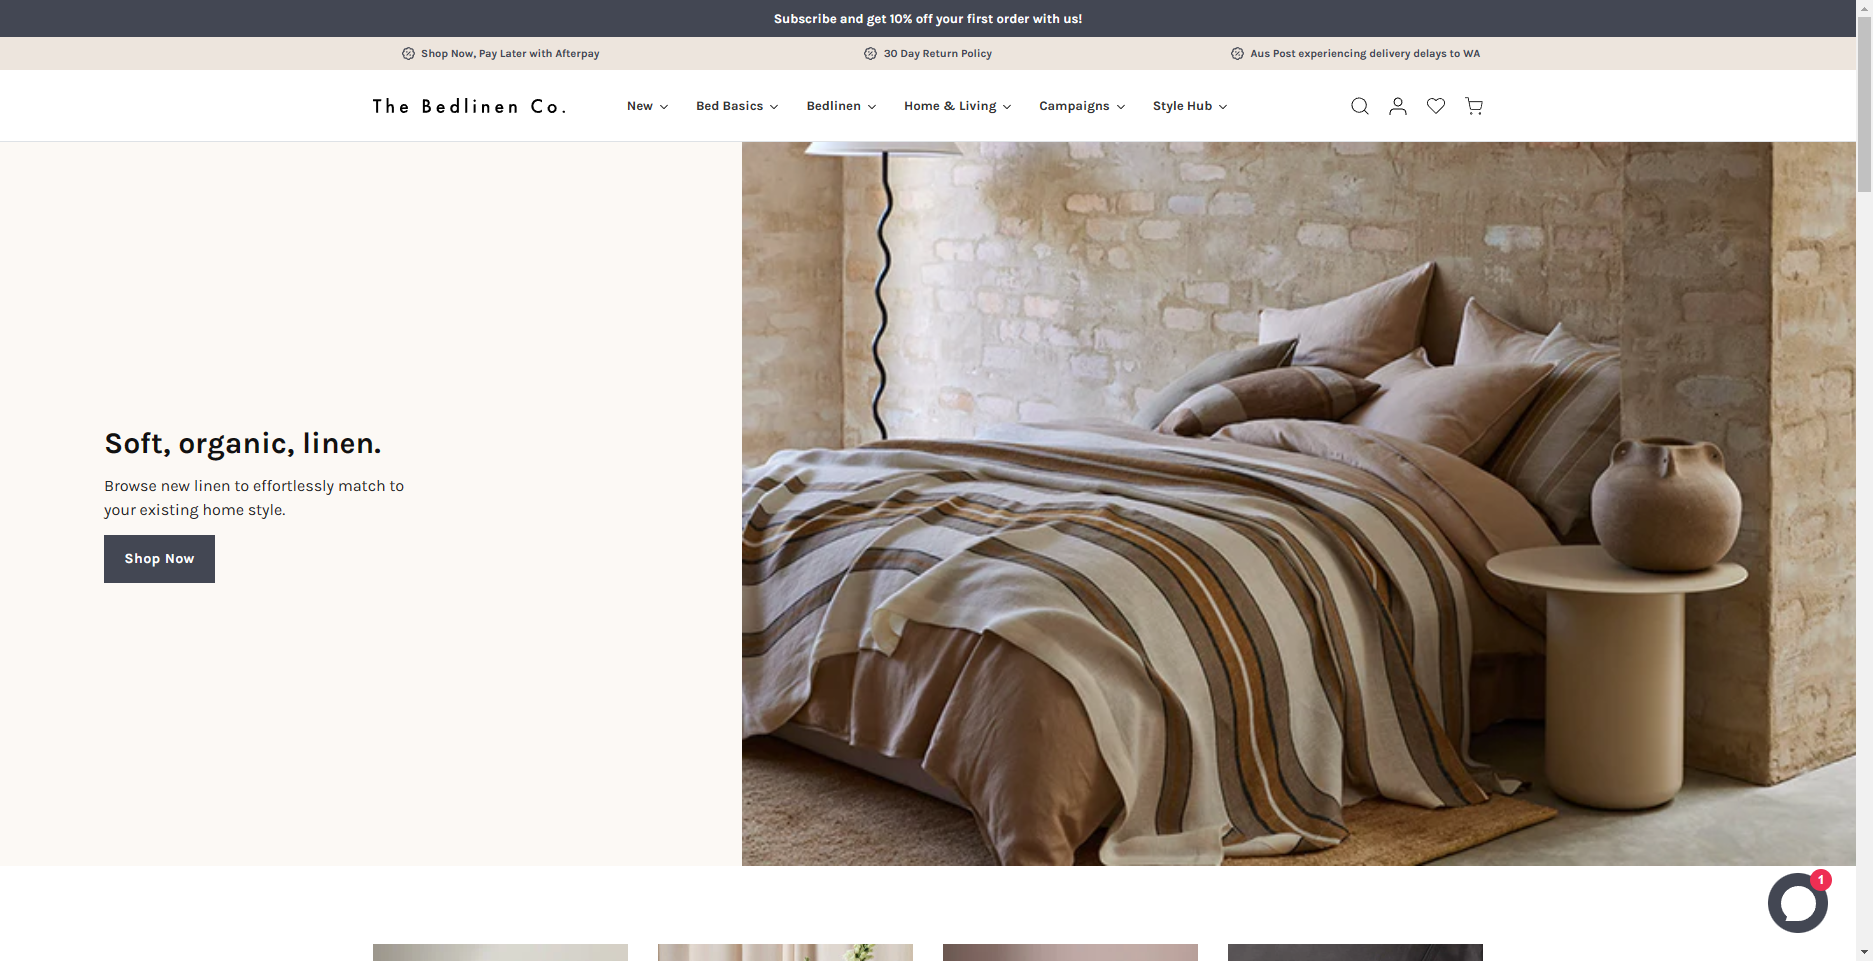 Subscribe and get 10% off your first order with us!
Shop Now, Pay Later with Afterpay
30 Day Return Policy
Aus Post experiencing delivery delays to WA
The Bedlinen Co.
New
Bed Basics
Bedlinen
Home & Living
Campaigns
Style Hub
Soft, organic, linen.
Browse new linen to effortlessly match to
your existing home style.
Shop Now
1